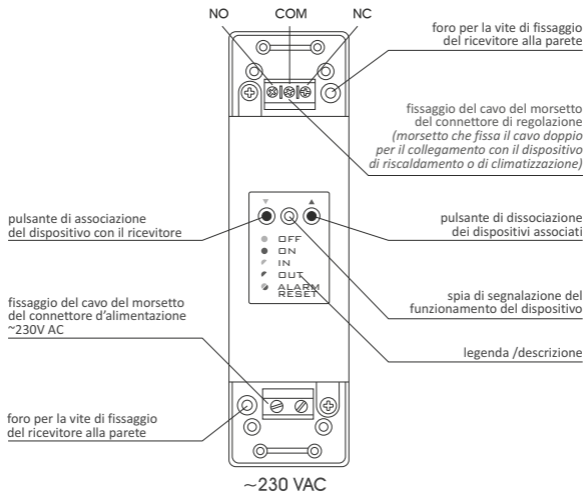 NO COM NC
foro per la vite di fissaggio
del ricevitore alla parete
fissaggio del cavo del morsetto
del connettore di regolazione
(morsetto che fissa il cavo doppio
per il collegamento con il dispositivo
di riscaldamento o di climatizzazione)
pulsante di associazione
del dispositivo con il ricevitore
pulsante di dissociazione
dei dispositivi associati
OFF
ON
IN
OUT
ALARM
RESET
fissaggio del cavo del morsetto
del connettore d'alimentazione
~230V AC
spia di segnalazione del
funzionamento del dispositivo
legenda /descrizione
foro per la vite di fissaggio
del ricevitore alla parete
~230 VAC